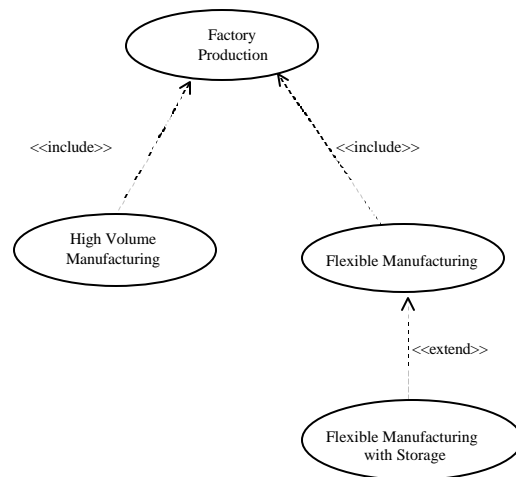 Factory
Production
<<include>>
<<include>>
High Volume
Manufacturing
Flexible Manufacturing
<<extend>>
Flexible Manufacturing
with Storage